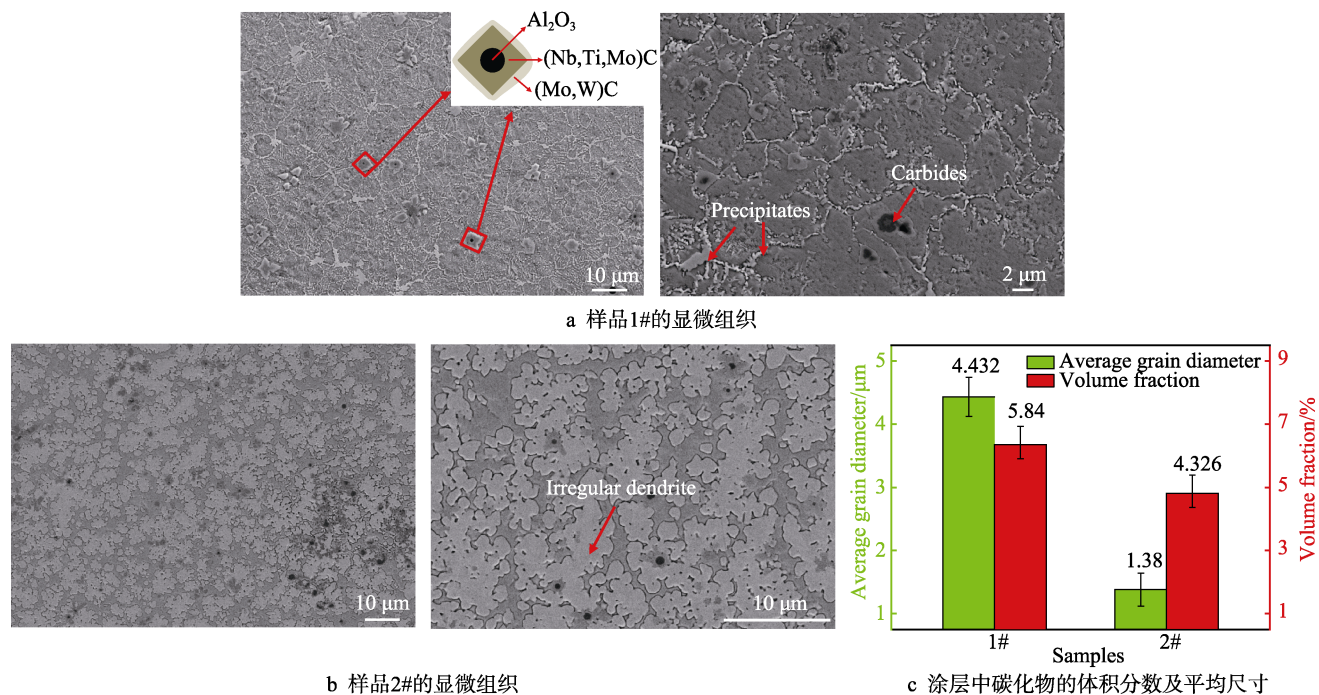 Al₂O₃
(Nb,Ti,Mo)C
(Mo,W)C
10 μm
Carbides
Precipitates
2 μm
a 样品1#的显微组织
10 μm
Irregular dendrite
10 μm
b 样品2#的显微组织
Average grain diameter
Volume fraction
Average grain diameter/μm
5
4
3
2
1
4.432
5.84
1.38
4.326
9
7
5
3
1
Volume fraction/%
1#
2#
Samples
c 涂层中碳化物的体积分数及平均尺寸